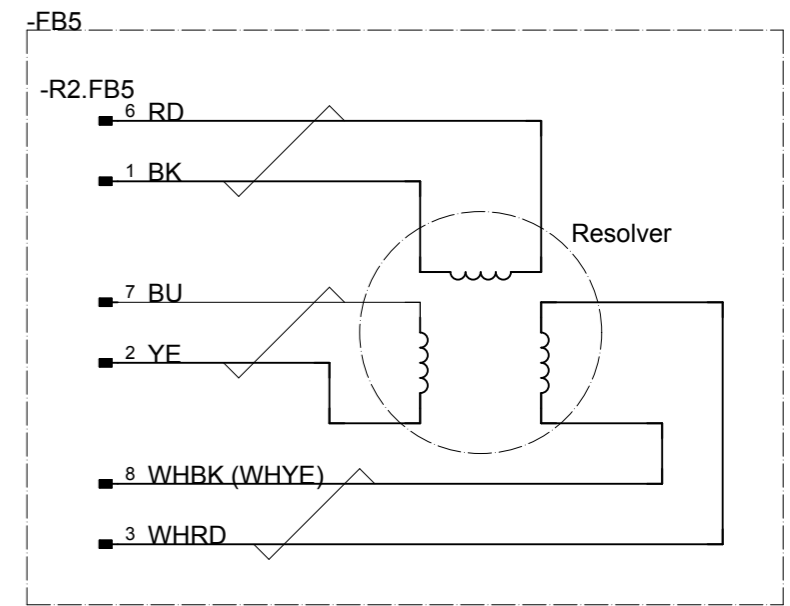 -FB5
-R2.FB5
6 RD
1 BK
Resolver
7 BU
2 YE
8 WHBK (WHYE)
3 WHRD